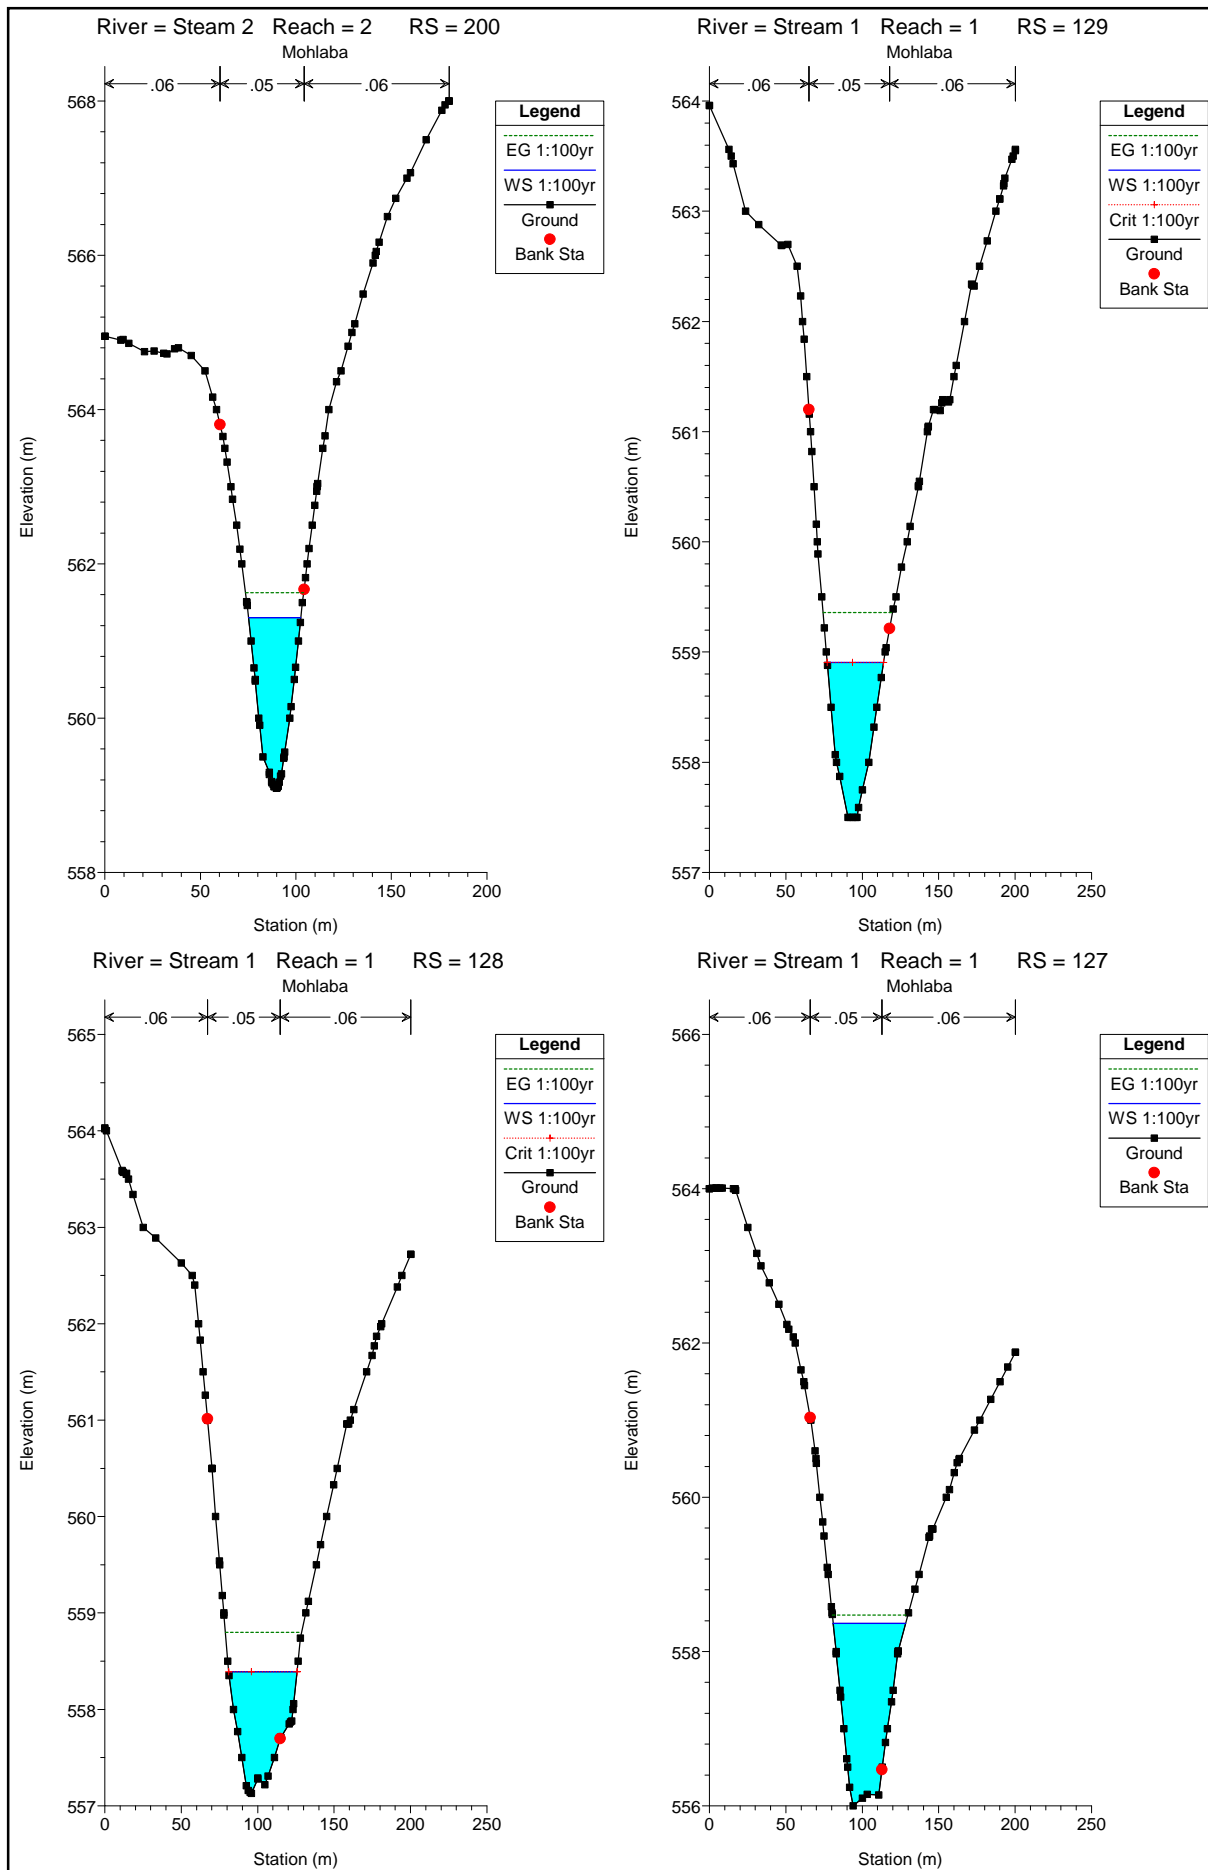 River = Steam 2 Reach = 2 RS = 200
Mohlaba
.06 .05 .06
568
566
564
562
560
558
0 50 100 150 200
Station (m)
Elevation (m)
Legend
EG 1:100yr
WS 1:100yr
Ground
Bank Sta
River = Stream 1 Reach = 1 RS = 129
Mohlaba
.06 .05 .06
564
563
562
561
560
559
558
557
0 50 100 150 200 250
Station (m)
Elevation (m)
Legend
EG 1:100yr
WS 1:100yr
Crit 1:100yr
Ground
Bank Sta
River = Stream 1 Reach = 1 RS = 128
Mohlaba
.06 .05 .06
565
564
563
562
561
560
559
558
557
0 50 100 150 200 250
Station (m)
Elevation (m)
Legend
EG 1:100yr
WS 1:100yr
Crit 1:100yr
Ground
Bank Sta
River = Stream 1 Reach = 1 RS = 127
Mohlaba
.06 .05 .06
566
564
562
560
558
556
0 50 100 150 200 250
Station (m)
Elevation (m)
Legend
EG 1:100yr
WS 1:100yr
Ground
Bank Sta